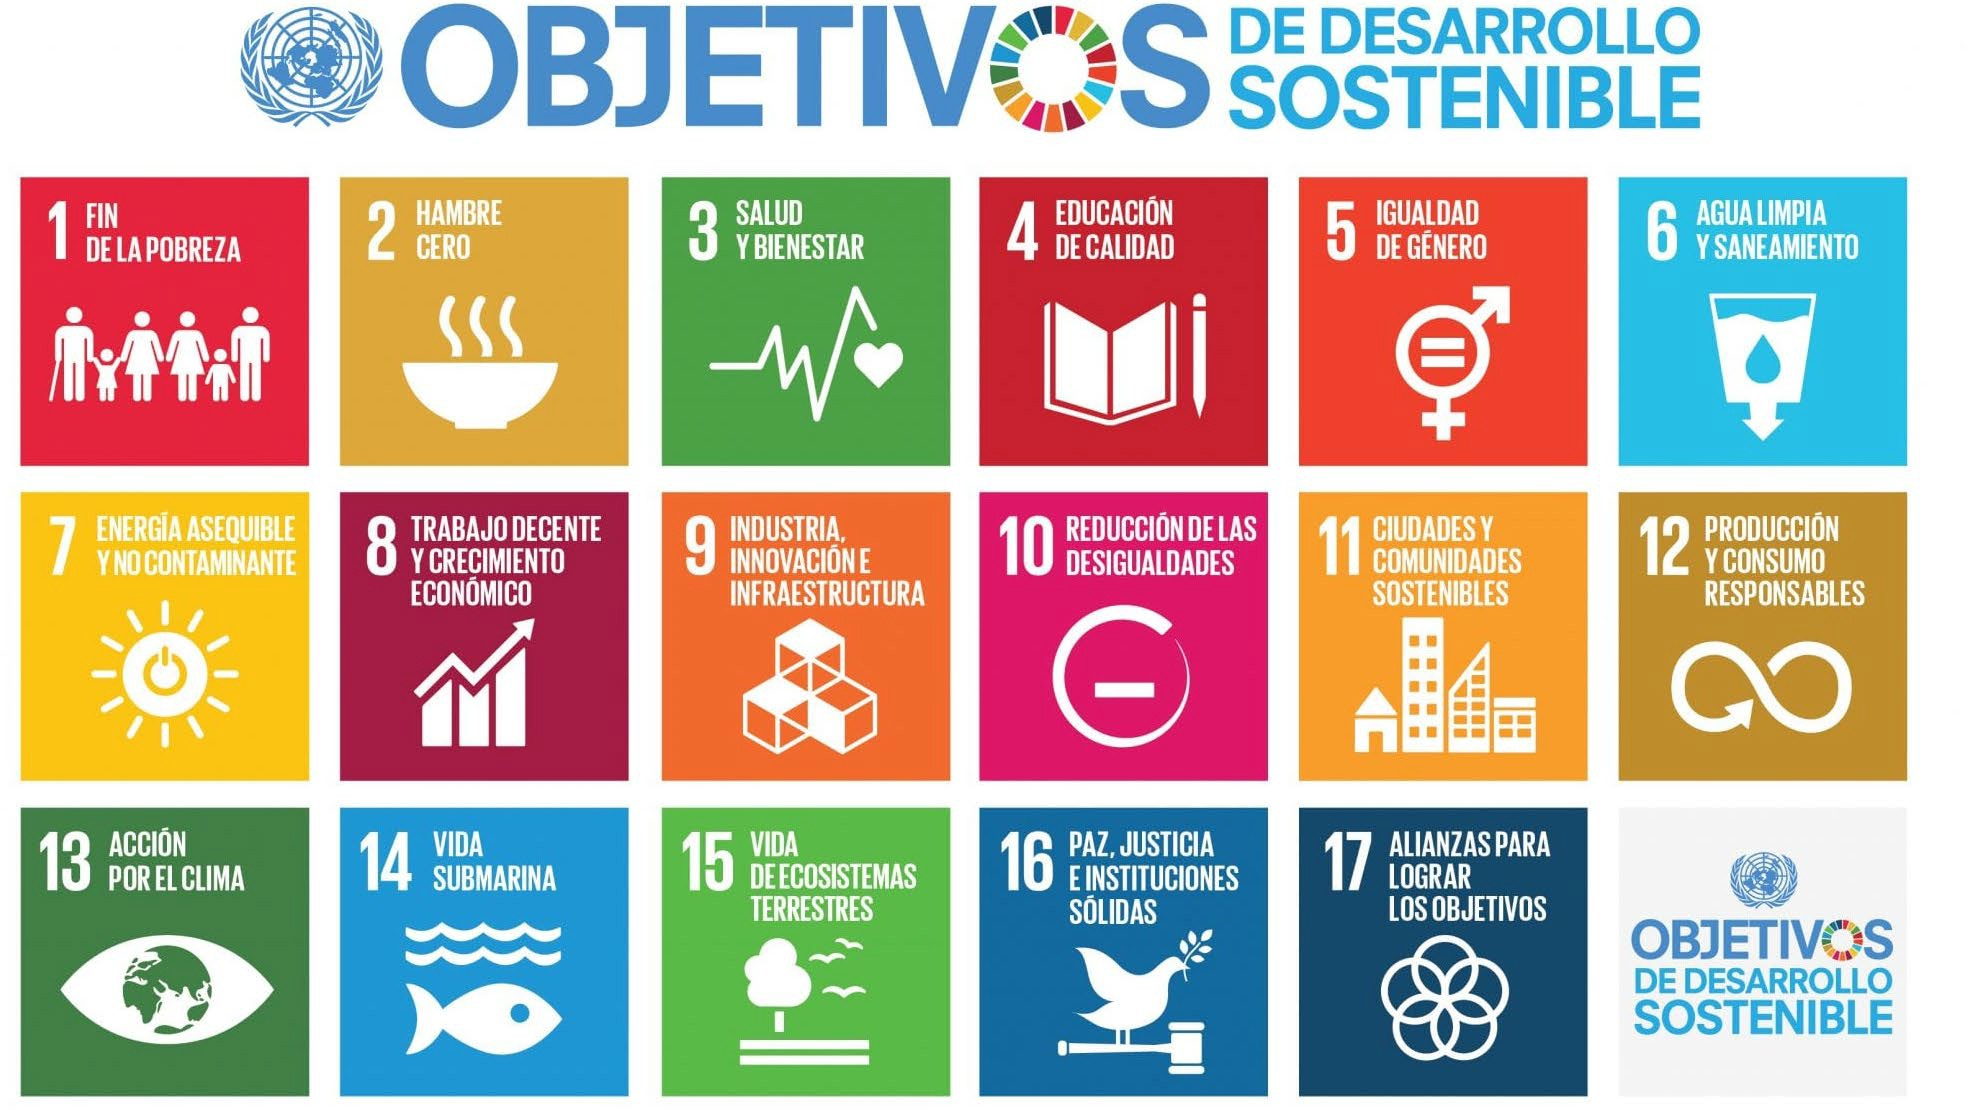 OBJETIVOS
DE DESARROLLO
SOSTENIBLE
1 FIN
DE LA POBREZA
2 HAMBRE
CERO
3 SALUD
Y BIENESTAR
4 EDUCACIÓN
DE CALIDAD
5 IGUALDAD
DE GÉNERO
6 AGUA LIMPIA
Y SANEAMIENTO
7 ENERGÍA ASEQUIBLE
Y NO CONTAMINANTE
8 TRABAJO DECENTE
Y CRECIMIENTO
ECONÓMICO
9 INDUSTRIA,
INNOVACIÓN E
INFRAESTRUCTURA
10 REDUCCIÓN DE LAS
DESIGUALDADES
11 CIUDADES Y
COMUNIDADES
SOSTENIBLES
12 PRODUCCIÓN
Y CONSUMO
RESPONSABLES
13 ACCIÓN
POR EL CLIMA
14 VIDA
SUBMARINA
15 VIDA
DE ECOSISTEMAS
TERRESTRES
16 PAZ, JUSTICIA
E INSTITUCIONES
SÓLIDAS
17 ALIANZAS PARA
LOGRAR
LOS OBJETIVOS
OBJETIVOS
DE DESARROLLO
SOSTENIBLE